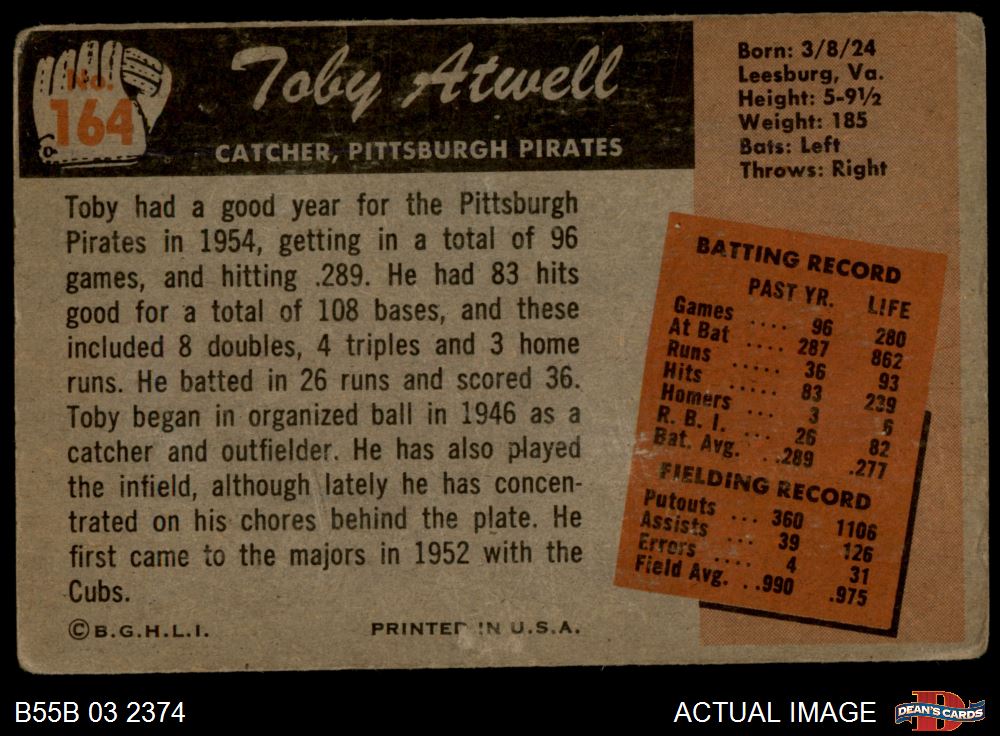 No.
164
Toby Atwell
CATCHER, PITTSBURGH PIRATES
Born: 3/8/24
Leesburg, Va.
Height: 5-9½
Weight: 185
Bats: Left
Throws: Right
Toby had a good year for the Pittsburgh
Pirates in 1954, getting in a total of 96
games, and hitting .289. He had 83 hits
good for a total of 108 bases, and these
included 8 doubles, 4 triples and 3 home
runs. He batted in 26 runs and scored 36.
Toby began in organized ball in 1946 as a
catcher and outfielder. He has also played
the infield, although lately he has concen-
trated on his chores behind the plate. He
first came to the majors in 1952 with the
Cubs.
©B.G.H.L.I.
PRINTED IN U.S.A.
BATTING RECORD
PAST YR. LIFE
Games .... 96 280
At Bat .... 287 862
Runs ..... 36 93
Hits ..... 83 239
Homers ... 3 6
R. B. I. ... 26 82
Bat. Avg. ..289 .277
FIELDING RECORD
Putouts ... 360 1106
Assists ... 39 126
Errors .... 4 31
Field Avg. ..990 .975
B55B 03 2374
ACTUAL IMAGE
DEAN'S CARDS